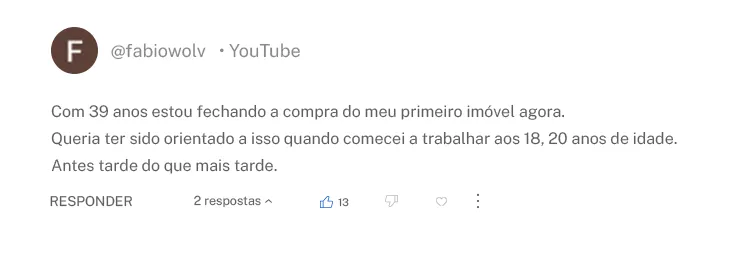 F
@fabiowolv • YouTube
Com 39 anos estou fechando a compra do meu primeiro imóvel agora.
Queria ter sido orientado a isso quando comecei a trabalhar aos 18, 20 anos de idade.
Antes tarde do que mais tarde.
RESPONDER 2 respostas 13